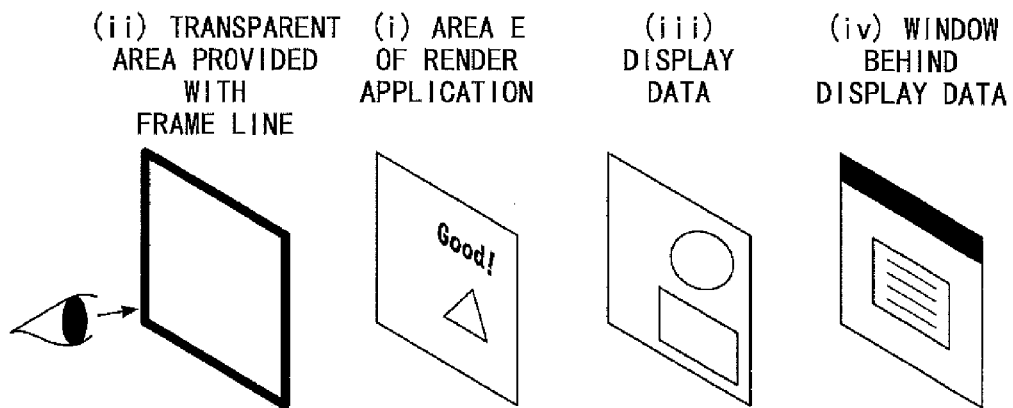 (ii) TRANSPARENT
AREA PROVIDED
WITH
FRAME LINE
(i) AREA E
OF RENDER
APPLICATION
(iii)
DISPLAY
DATA
(iv) WINDOW
BEHIND
DISPLAY DATA
Good!